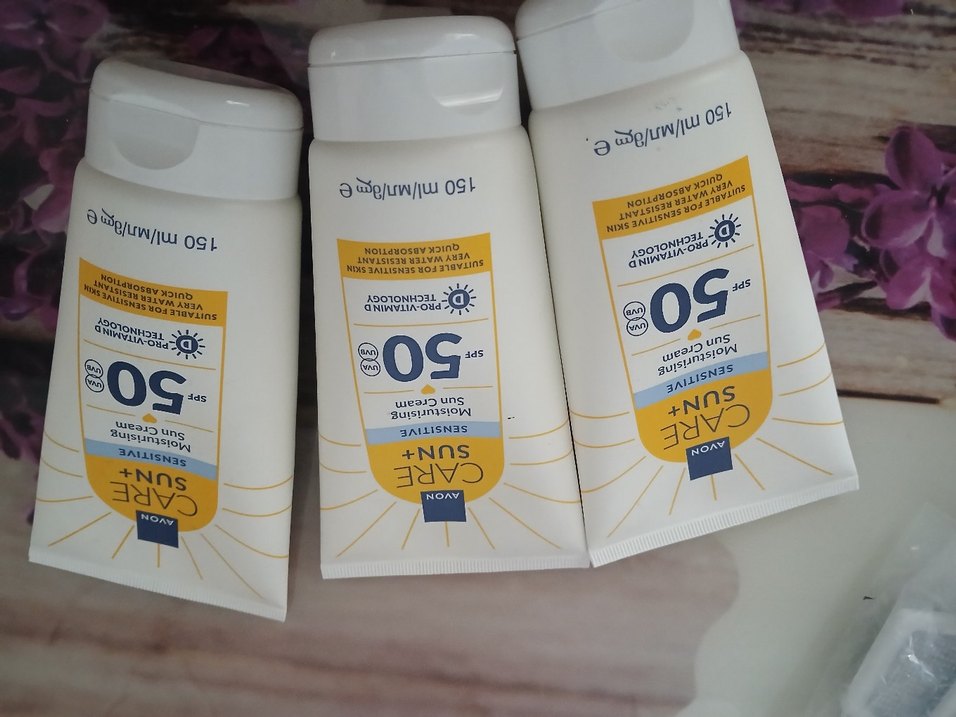 AVON
CARE
SUN+
SENSITIVE
Moisturising
Sun Cream
SPF 50 UVA UVB
D PRO-VITAMIN D
TECHNOLOGY
SUITABLE FOR SENSITIVE SKIN
VERY WATER RESISTANT
QUICK ABSORPTION
150 ml/мл/მლ ℮
AVON
CARE
SUN+
SENSITIVE
Moisturising
Sun Cream
SPF 50 UVA UVB
D PRO-VITAMIN D
TECHNOLOGY
SUITABLE FOR SENSITIVE SKIN
VERY WATER RESISTANT
QUICK ABSORPTION
150 ml/мл/მლ ℮
AVON
CARE
SUN+
SENSITIVE
Moisturising
Sun Cream
SPF 50 UVA UVB
D PRO-VITAMIN D
TECHNOLOGY
SUITABLE FOR SENSITIVE SKIN
VERY WATER RESISTANT
QUICK ABSORPTION
150 ml/мл/მლ ℮